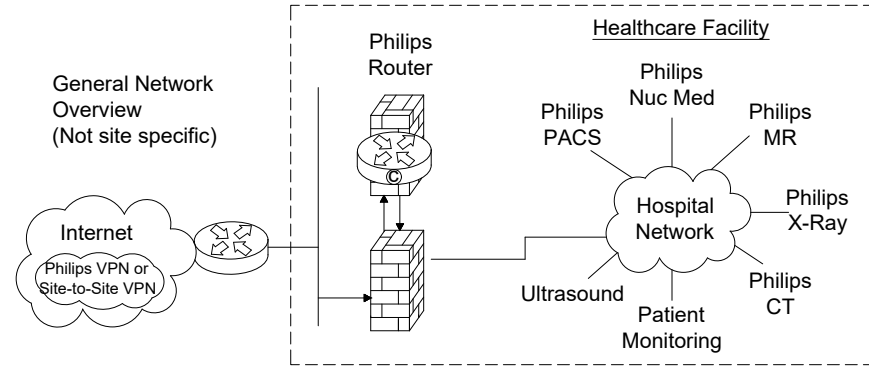 Healthcare Facility
General Network
Overview
(Not site specific)
Philips
Router
Philips
Nuc Med
Philips
PACS
Philips
MR
Hospital
Network
Philips
X-Ray
Philips
CT
Patient
Monitoring
Ultrasound
Internet
Philips VPN or
Site-to-Site VPN
C